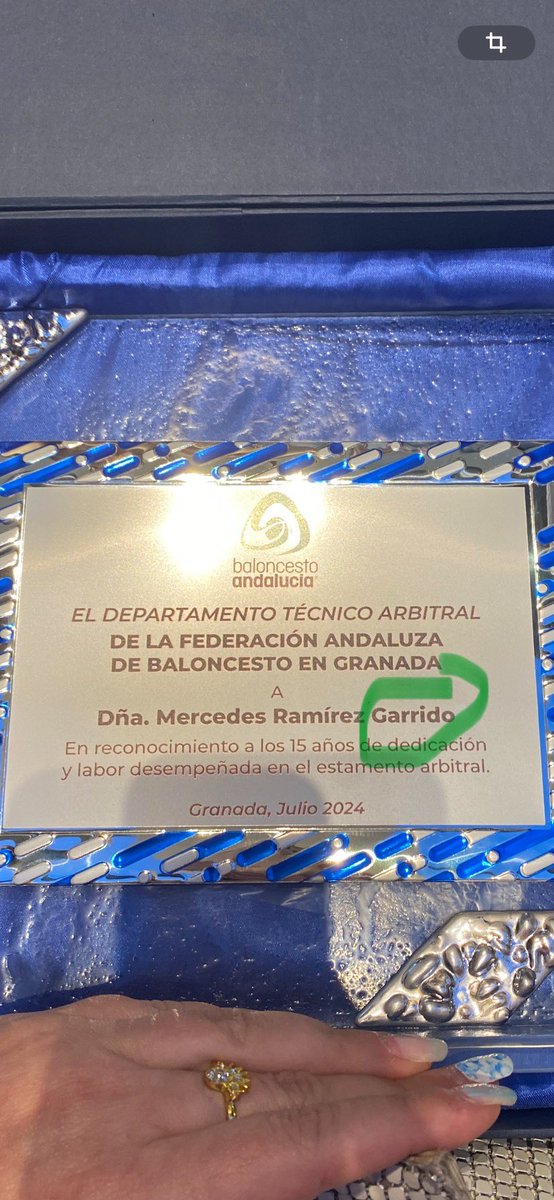 baloncesto
andalucía
EL DEPARTAMENTO TÉCNICO ARBITRAL
DE LA FEDERACIÓN ANDALUZA
DE BALONCESTO EN GRANADA
A
Dña. Mercedes Ramírez Garrido
En reconocimiento a los 15 años de dedicación
y labor desempeñada en el estamento arbitral.
Granada, Julio 2024